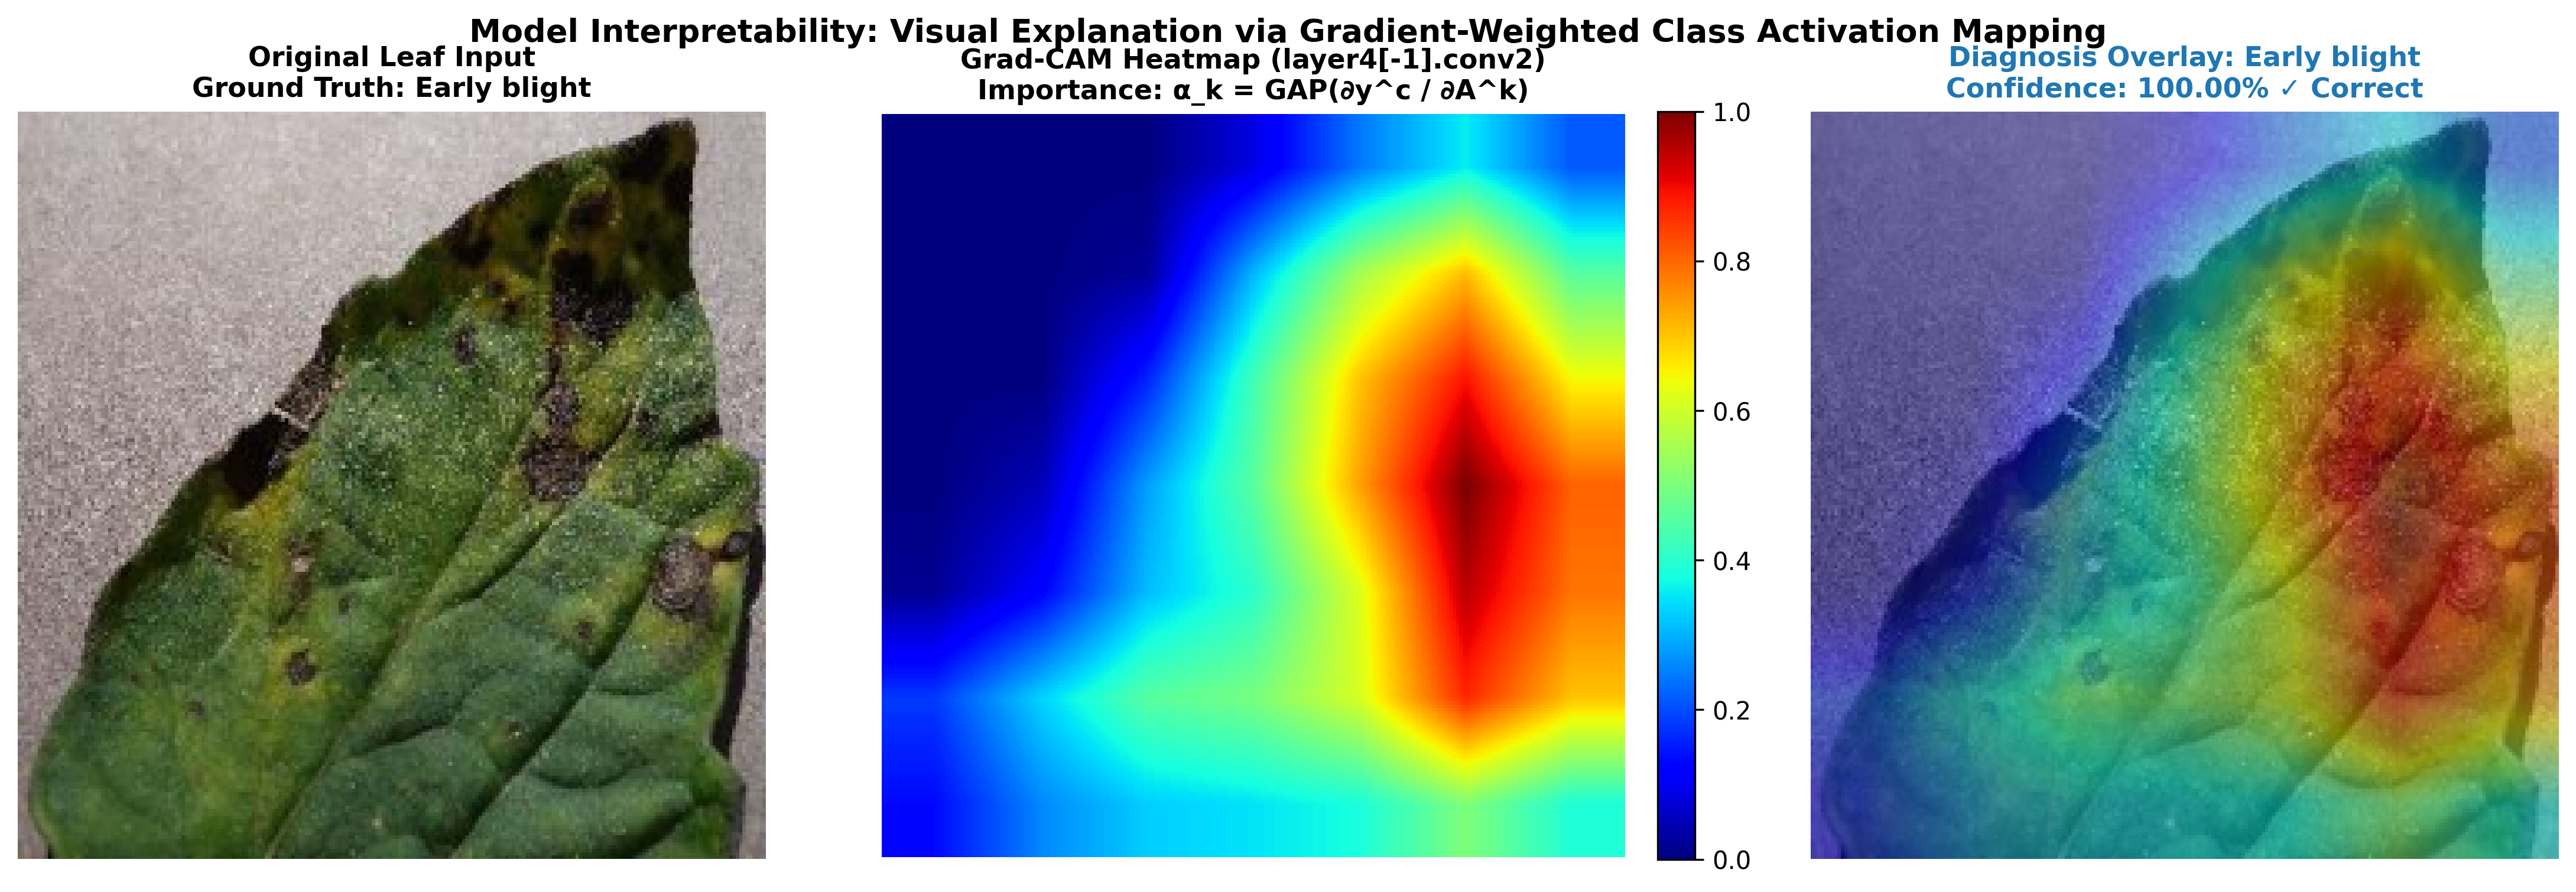 Model Interpretability: Visual Explanation via Gradient-Weighted Class Activation Mapping
Original Leaf Input
Ground Truth: Early blight
Grad-CAM Heatmap (layer4[-1].conv2)
Importance: α_k = GAP(∂y^c / ∂A^k)
1.0
0.8
0.6
0.4
0.2
0.0
Diagnosis Overlay: Early blight
Confidence: 100.00% ✓ Correct